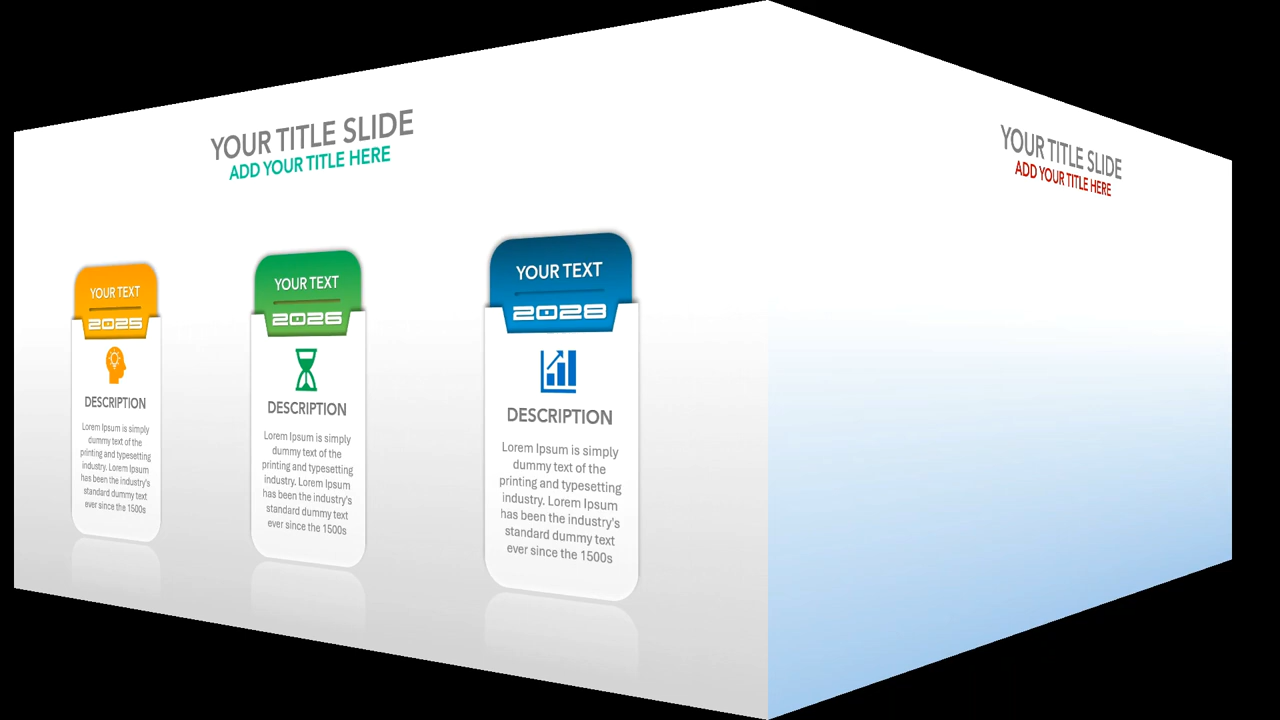 YOUR TITLE SLIDE
ADD YOUR TITLE HERE
YOUR TEXT
2025
DESCRIPTION
Lorem Ipsum is simply
dummy text of the
printing and typesetting
industry. Lorem Ipsum
has been the industry's
standard dummy text
ever since the 1500s
YOUR TEXT
2026
DESCRIPTION
Lorem Ipsum is simply
dummy text of the
printing and typesetting
industry. Lorem Ipsum
has been the industry's
standard dummy text
ever since the 1500s
YOUR TEXT
2028
DESCRIPTION
Lorem Ipsum is simply
dummy text of the
printing and typesetting
industry. Lorem Ipsum
has been the industry's
standard dummy text
ever since the 1500s
YOUR TITLE SLIDE
ADD YOUR TITLE HERE